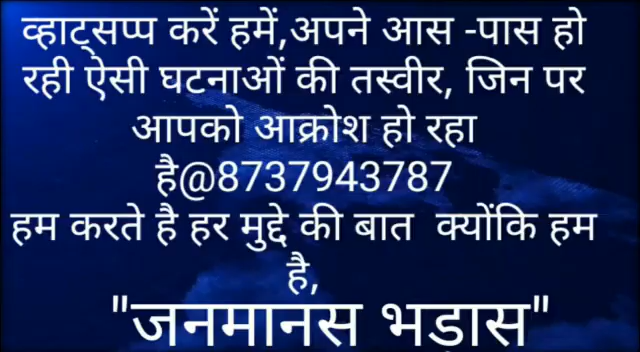 व्हाट्सप्प करें हमें,अपने आस -पास हो
रही ऐसी घटनाओं की तस्वीर, जिन पर
आपको आक्रोश हो रहा
है@8737943787
हम करते है हर मुद्दे की बात क्योंकि हम
है,
"जनमानस भड़ास"